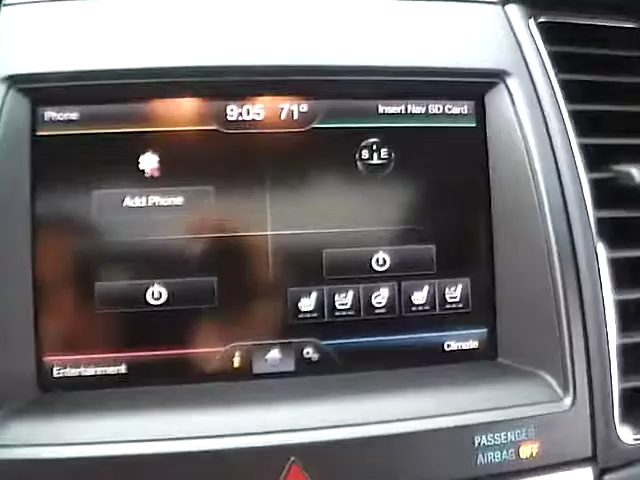 Phone
9:05 71°
Insert Nav SD Card
S E
Add Phone
Entertainment
i
Climate
PASSENGER
AIRBAG OFF